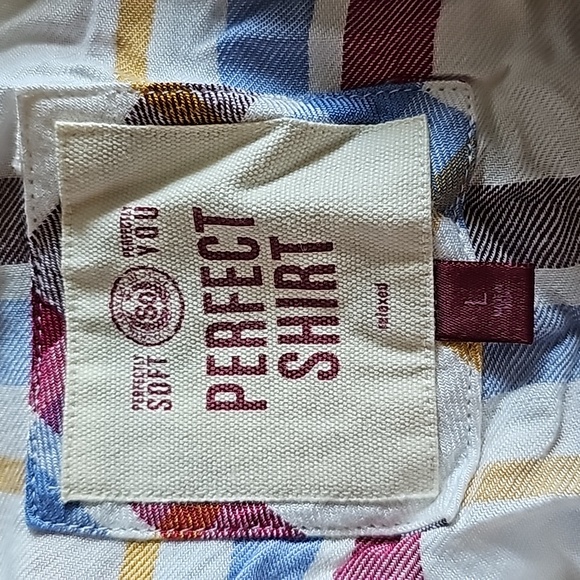 PERFECTLY SOFT
So
PERFECTLY YOU
PERFECT
SHIRT
relaxed
L